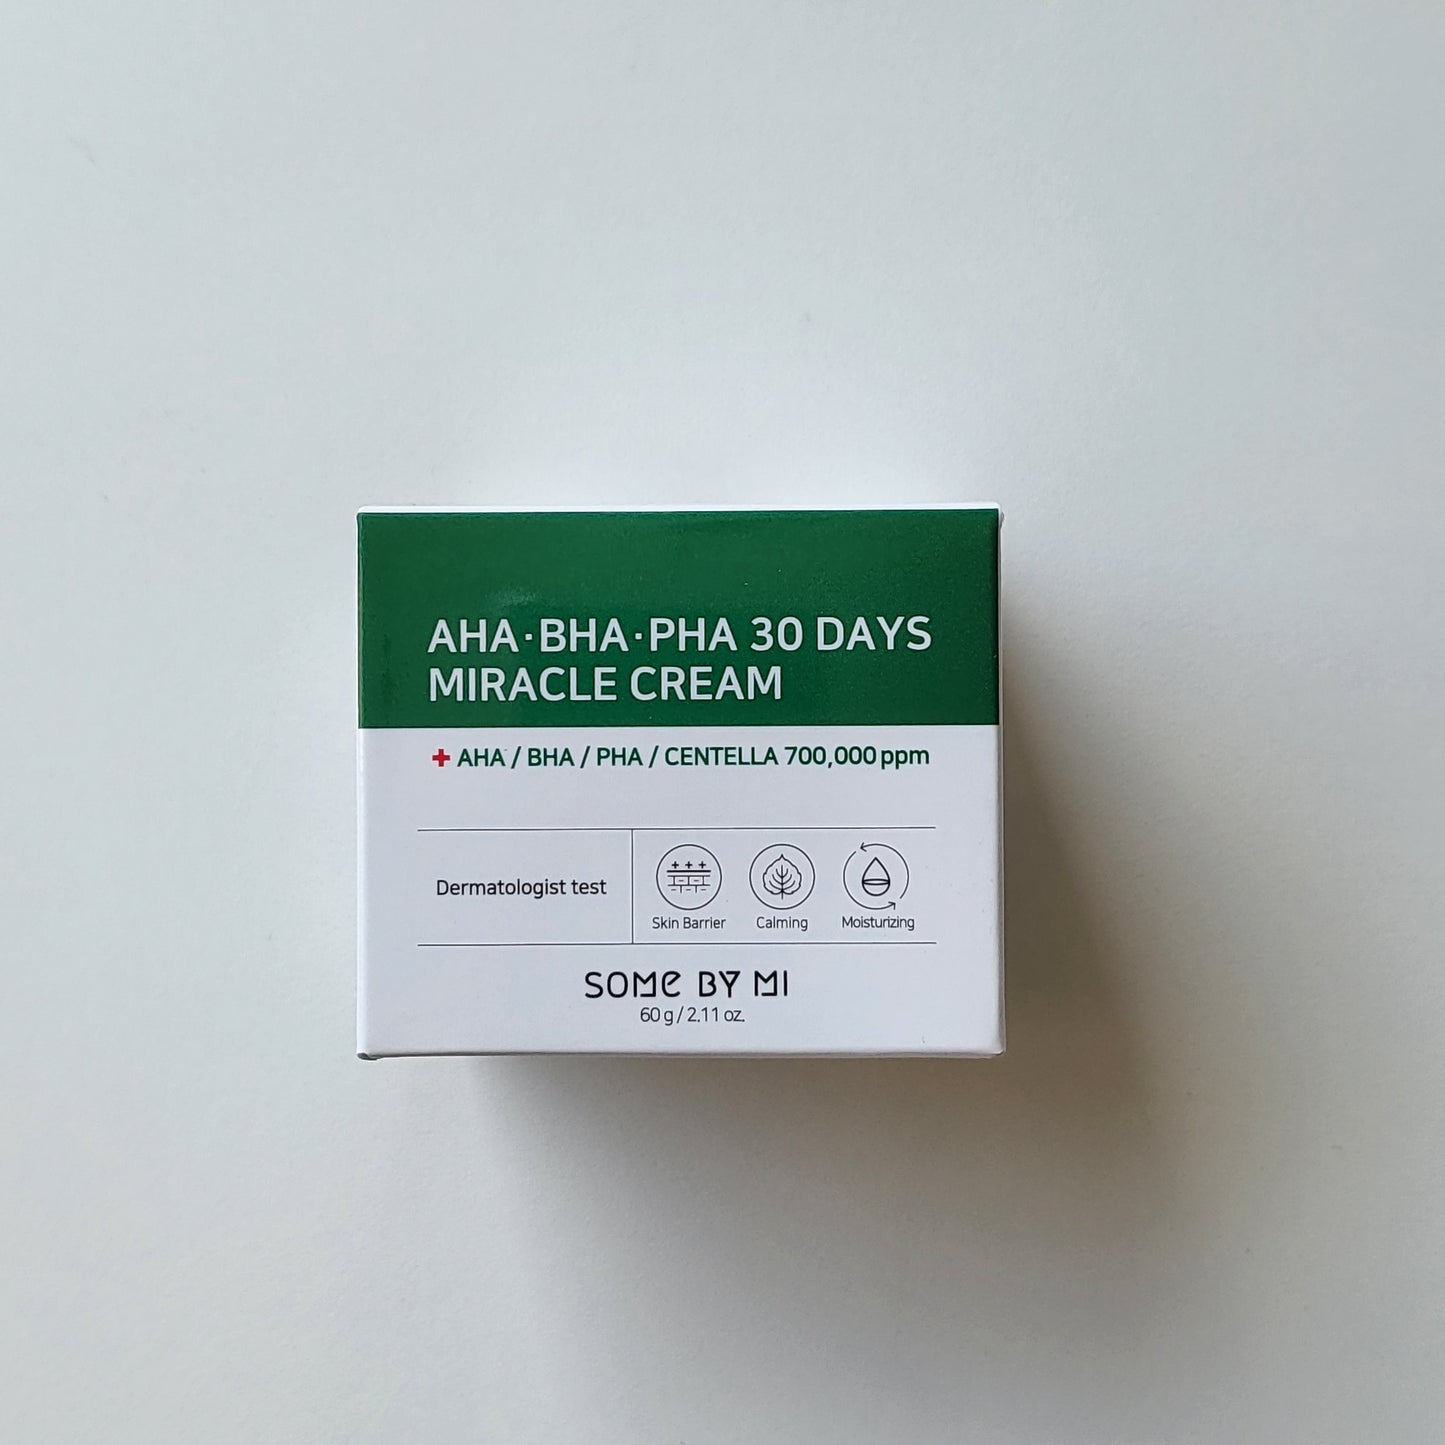 AHA·BHA·PHA 30 DAYS
MIRACLE CREAM
+ AHA / BHA / PHA / CENTELLA 700,000 ppm
Dermatologist test
Skin Barrier
Calming
Moisturizing
SOME BY MI
60 g / 2.11 oz.